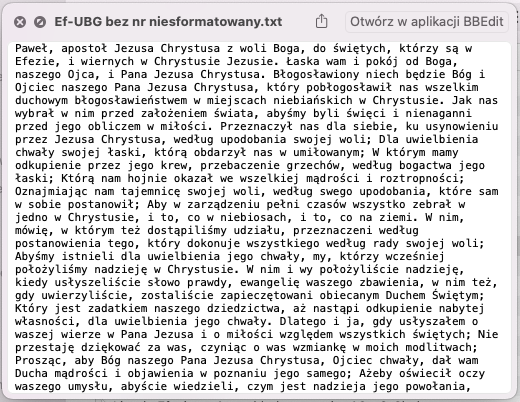 Ef-UBG bez nr niesformatowany.txt
Otwórz w aplikacji BBEdit
Paweł, apostoł Jezusa Chrystusa z woli Boga, do świętych, którzy są w
Efezie, i wiernych w Chrystusie Jezusie. Łaska wam i pokój od Boga,
naszego Ojca, i Pana Jezusa Chrystusa. Błogosławiony niech będzie Bóg i
Ojciec naszego Pana Jezusa Chrystusa, który pobłogosławił nas wszelkim
duchowym błogosławieństwem w miejscach niebiańskich w Chrystusie. Jak nas
wybrał w nim przed założeniem świata, abyśmy byli święci i nienaganni
przed jego obliczem w miłości. Przeznaczył nas dla siebie, ku usynowieniu
przez Jezusa Chrystusa, według upodobania swojej woli; Dla uwielbienia
chwały swojej łaski, którą obdarzył nas w umiłowanym; W którym mamy
odkupienie przez jego krew, przebaczenie grzechów, według bogactwa jego
łaski; Którą nam hojnie okazał we wszelkiej mądrości i roztropności;
Oznajmiając nam tajemnicę swojej woli, według swego upodobania, które sam
w sobie postanowił; Aby w zarządzeniu pełni czasów wszystko zebrał w
jedno w Chrystusie, i to, co w niebiosach, i to, co na ziemi. W nim,
mówię, w którym też dostąpiliśmy udziału, przeznaczeni według
postanowienia tego, który dokonuje wszystkiego według rady swojej woli;
Abyśmy istnieli dla uwielbienia jego chwały, my, którzy wcześniej
położyliśmy nadzieję w Chrystusie. W nim i wy położyliście nadzieję,
kiedy usłyszeliście słowo prawdy, ewangelię waszego zbawienia, w nim też,
gdy uwierzyliście, zostaliście zapieczętowani obiecanym Duchem Świętym;
Który jest zadatkiem naszego dziedzictwa, aż nastąpi odkupienie nabytej
własności, dla uwielbienia jego chwały. Dlatego i ja, gdy usłyszałem o
waszej wierze w Pana Jezusa i o miłości względem wszystkich świętych; Nie
przestaję dziękować za was, czyniąc o was wzmiankę w moich modlitwach;
Prosząc, aby Bóg naszego Pana Jezusa Chrystusa, Ojciec chwały, dał wam
Ducha mądrości i objawienia w poznaniu jego samego; Ażeby oświecił oczy
waszego umysłu, abyście wiedzieli, czym jest nadzieja jego powołania,